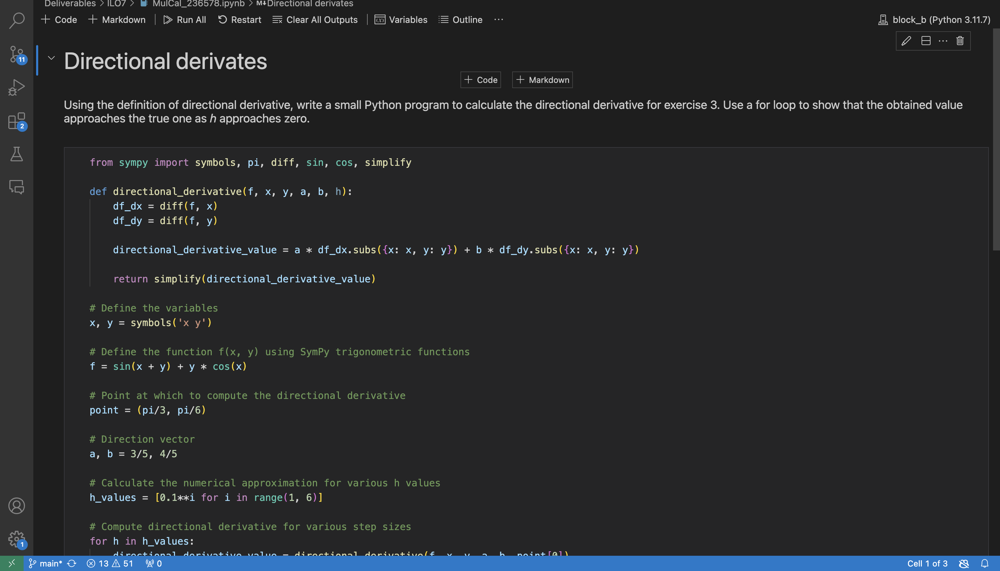 Deliverables > ILO7 > MulCal_236578.ipynb > M↓Directional derivates
+ Code + Markdown | Run All Restart Clear All Outputs | Variables Outline ···
block_b (Python 3.11.7)
11
2
Directional derivates
+ Code + Markdown
Using the definition of directional derivative, write a small Python program to calculate the directional derivative for exercise 3. Use a for loop to show that the obtained value
approaches the true one as h approaches zero.
from sympy import symbols, pi, diff, sin, cos, simplify
def directional_derivative(f, x, y, a, b, h):
    df_dx = diff(f, x)
    df_dy = diff(f, y)
    directional_derivative_value = a * df_dx.subs({x: x, y: y}) + b * df_dy.subs({x: x, y: y})
    return simplify(directional_derivative_value)
# Define the variables
x, y = symbols('x y')
# Define the function f(x, y) using SymPy trigonometric functions
f = sin(x + y) + y * cos(x)
# Point at which to compute the directional derivative
point = (pi/3, pi/6)
# Direction vector
a, b = 3/5, 4/5
# Calculate the numerical approximation for various h values
h_values = [0.1**i for i in range(1, 6)]
# Compute directional derivative for various step sizes
for h in h_values:
    directional_derivative_value = directional_derivative(f, x, y, a, b, point[0])
1
main* 13 51 0
Cell 1 of 3